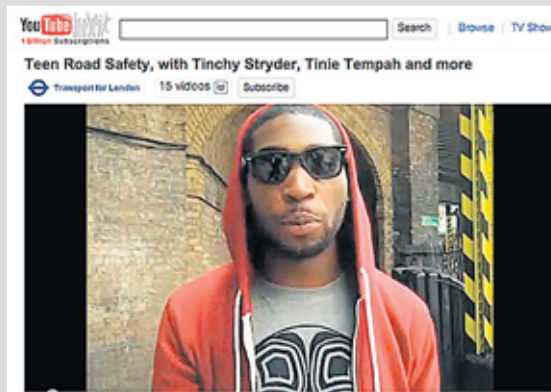 YouTube
Search Browse TV Show
1 Billion Subscriptions
Teen Road Safety, with Tinchy Stryder, Tinie Tempah and more
Transport for London 15 videos Subscribe